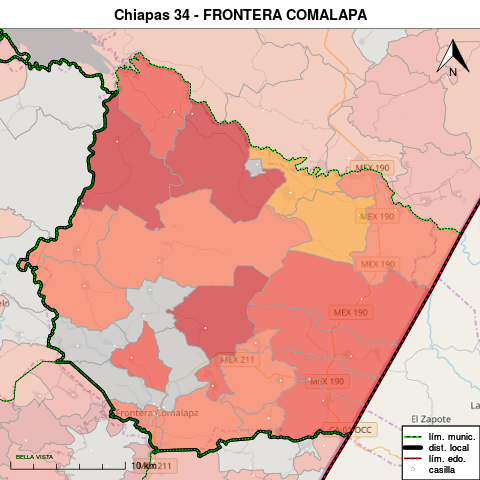 Chiapas 34 - FRONTERA COMALAPA
N
MEX 190
MEX 190
MEX 190
MEX 190
MEX 211
MEX 190
Frontera Comalapa
CA 01 OCC
El Zapote
BELLA VISTA
10 km
211
lím. munic.
dist. local
lím. edo.
casilla